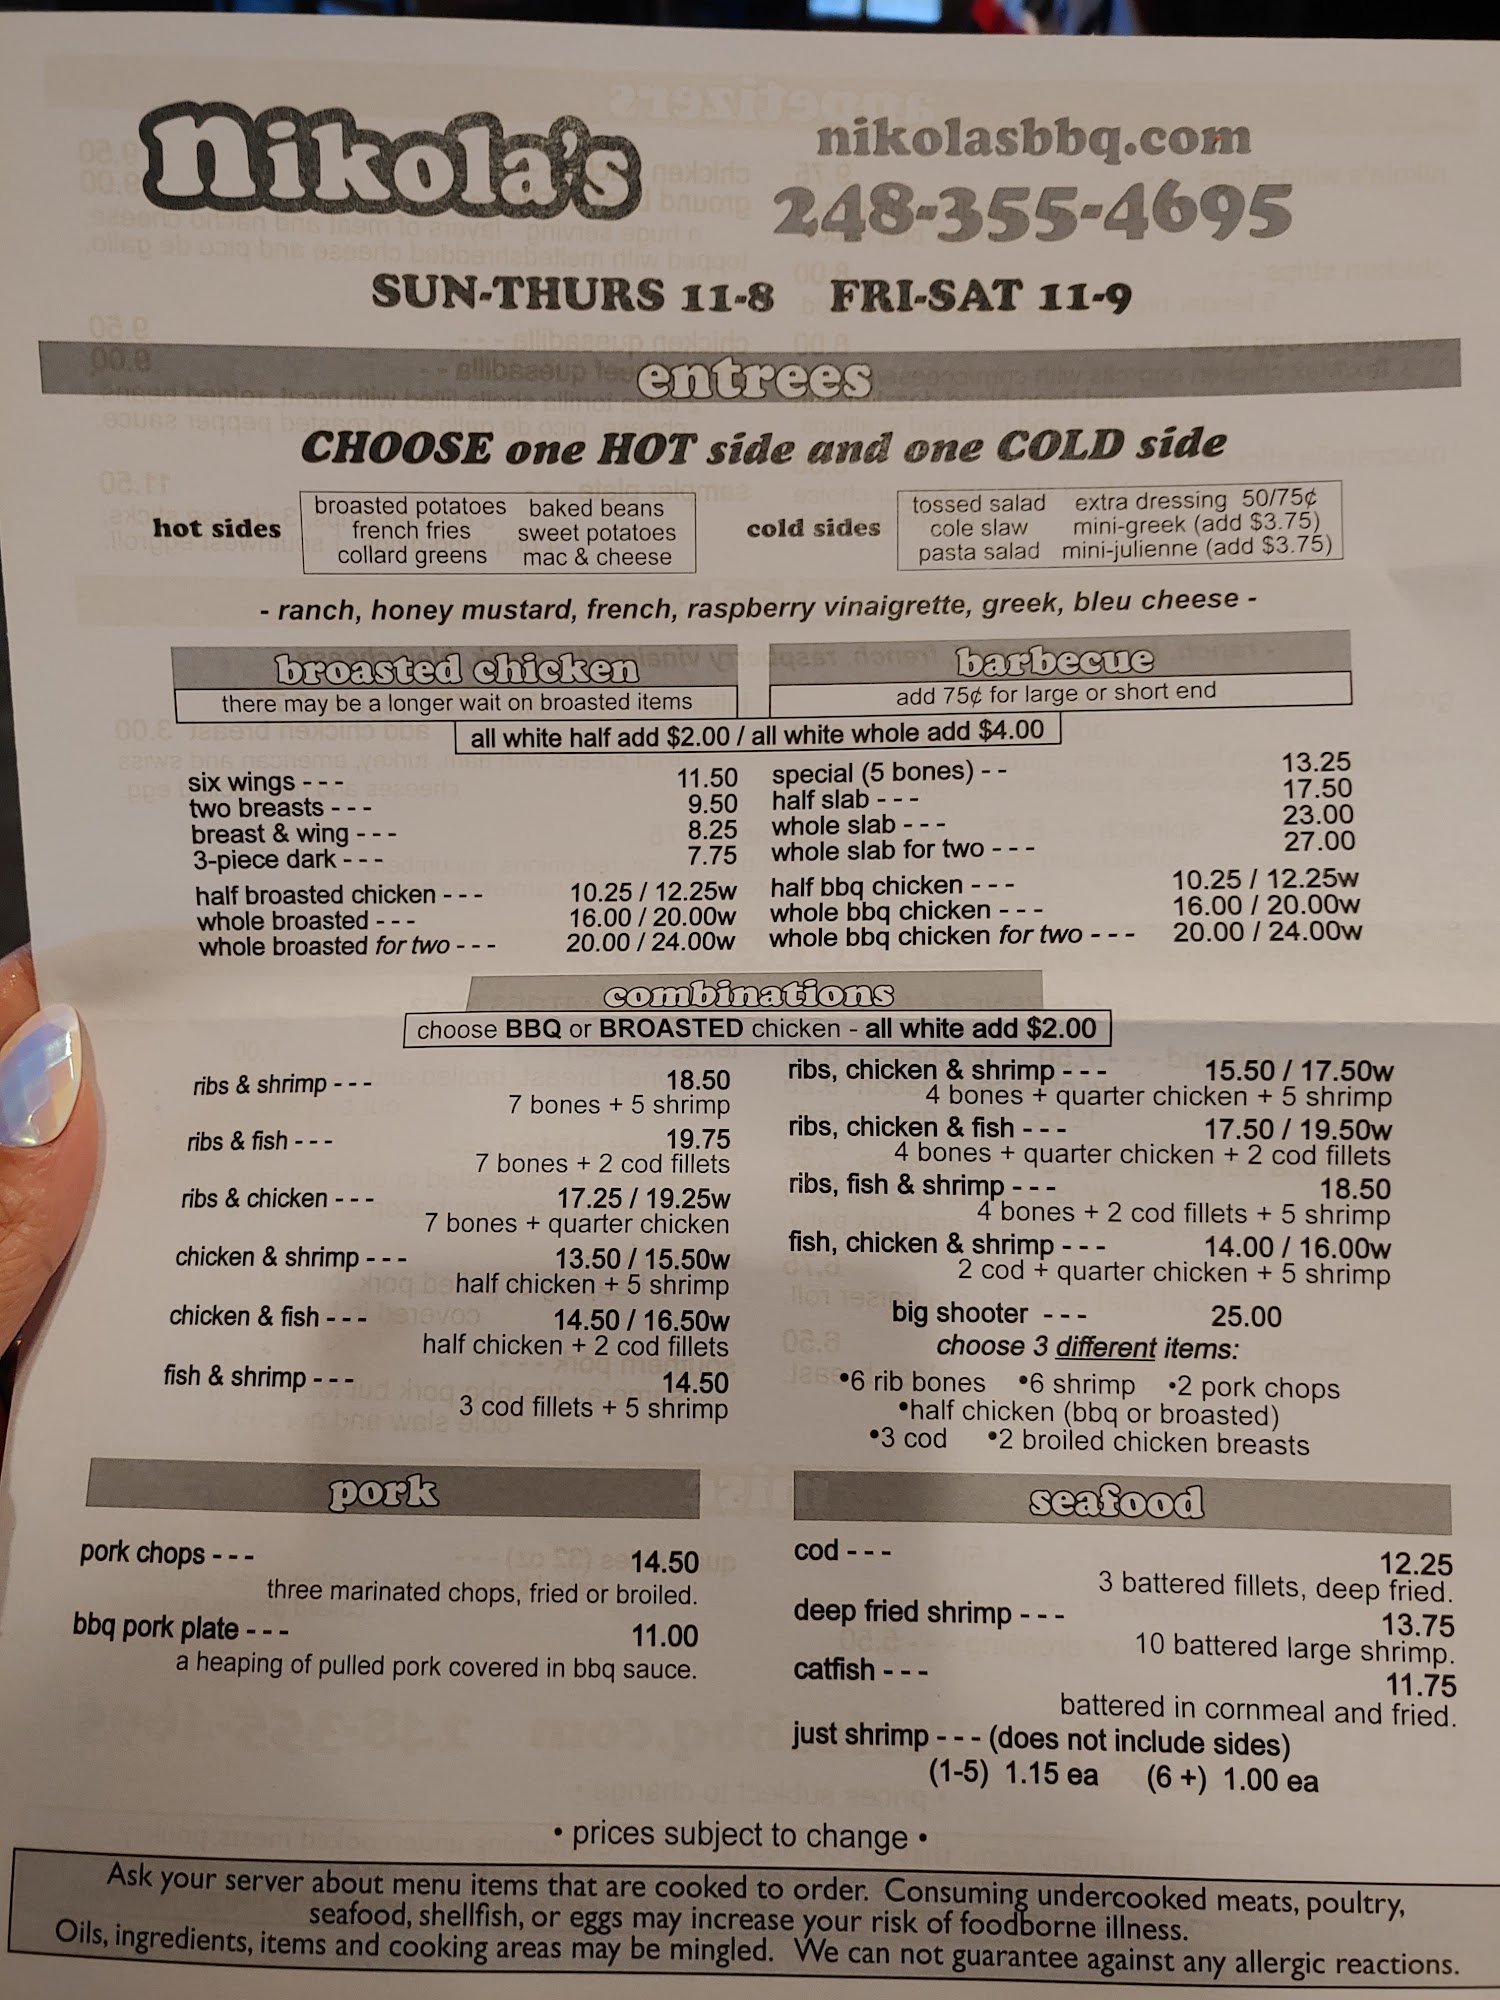 nikola's
nikolasbbq.com
248-355-4695
SUN-THURS 11-8 FRI-SAT 11-9
entrees
CHOOSE one HOT side and one COLD side
hot sides
broasted potatoes baked beans
french fries sweet potatoes
collard greens mac & cheese
cold sides
tossed salad extra dressing 50/75¢
cole slaw mini-greek (add $3.75)
pasta salad mini-julienne (add $3.75)
- ranch, honey mustard, french, raspberry vinaigrette, greek, bleu cheese -
broasted chicken
there may be a longer wait on broasted items
barbecue
add 75¢ for large or short end
all white half add $2.00 / all white whole add $4.00
six wings - - - 11.50
two breasts - - - 9.50
breast & wing - - - 8.25
3-piece dark - - - 7.75
half broasted chicken - - - 10.25 / 12.25w
whole broasted - - - 16.00 / 20.00w
whole broasted for two - - - 20.00 / 24.00w
special (5 bones) - - 13.25
half slab - - - 17.50
whole slab - - - 23.00
whole slab for two - - - 27.00
half bbq chicken - - - 10.25 / 12.25w
whole bbq chicken - - - 16.00 / 20.00w
whole bbq chicken for two - - - 20.00 / 24.00w
combinations
choose BBQ or BROASTED chicken - all white add $2.00
ribs & shrimp - - - 18.50
7 bones + 5 shrimp
ribs & fish - - - 19.75
7 bones + 2 cod fillets
ribs & chicken - - - 17.25 / 19.25w
7 bones + quarter chicken
chicken & shrimp - - - 13.50 / 15.50w
half chicken + 5 shrimp
chicken & fish - - - 14.50 / 16.50w
half chicken + 2 cod fillets
fish & shrimp - - - 14.50
3 cod fillets + 5 shrimp
ribs, chicken & shrimp - - - 15.50 / 17.50w
4 bones + quarter chicken + 5 shrimp
ribs, chicken & fish - - - 17.50 / 19.50w
4 bones + quarter chicken + 2 cod fillets
ribs, fish & shrimp - - - 18.50
4 bones + 2 cod fillets + 5 shrimp
fish, chicken & shrimp - - - 14.00 / 16.00w
2 cod + quarter chicken + 5 shrimp
big shooter - - - 25.00
choose 3 different items:
•6 rib bones •6 shrimp •2 pork chops
•half chicken (bbq or broasted)
•3 cod •2 broiled chicken breasts
pork
pork chops - - - 14.50
three marinated chops, fried or broiled.
bbq pork plate - - - 11.00
a heaping of pulled pork covered in bbq sauce.
seafood
cod - - - 12.25
3 battered fillets, deep fried.
deep fried shrimp - - - 13.75
10 battered large shrimp.
catfish - - - 11.75
battered in cornmeal and fried.
just shrimp - - - (does not include sides)
(1-5) 1.15 ea (6 +) 1.00 ea
• prices subject to change •
Ask your server about menu items that are cooked to order. Consuming undercooked meats, poultry,
seafood, shellfish, or eggs may increase your risk of foodborne illness.
Oils, ingredients, items and cooking areas may be mingled. We can not guarantee against any allergic reactions.